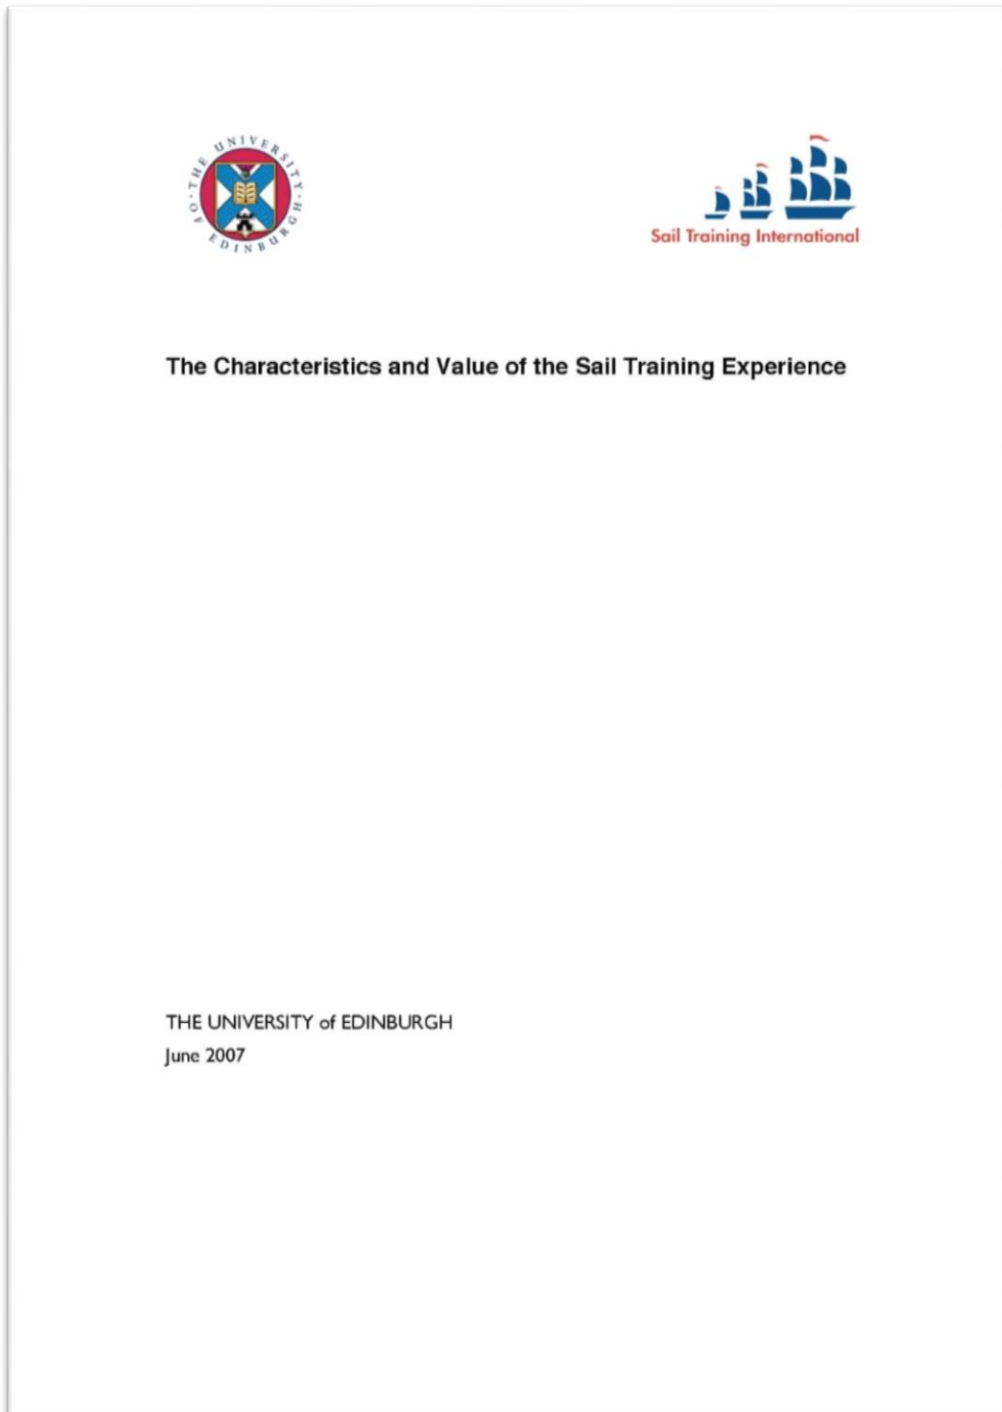 THE UNIVERSITY OF EDINBURGH
Sail Training International
The Characteristics and Value of the Sail Training Experience
THE UNIVERSITY of EDINBURGH
June 2007